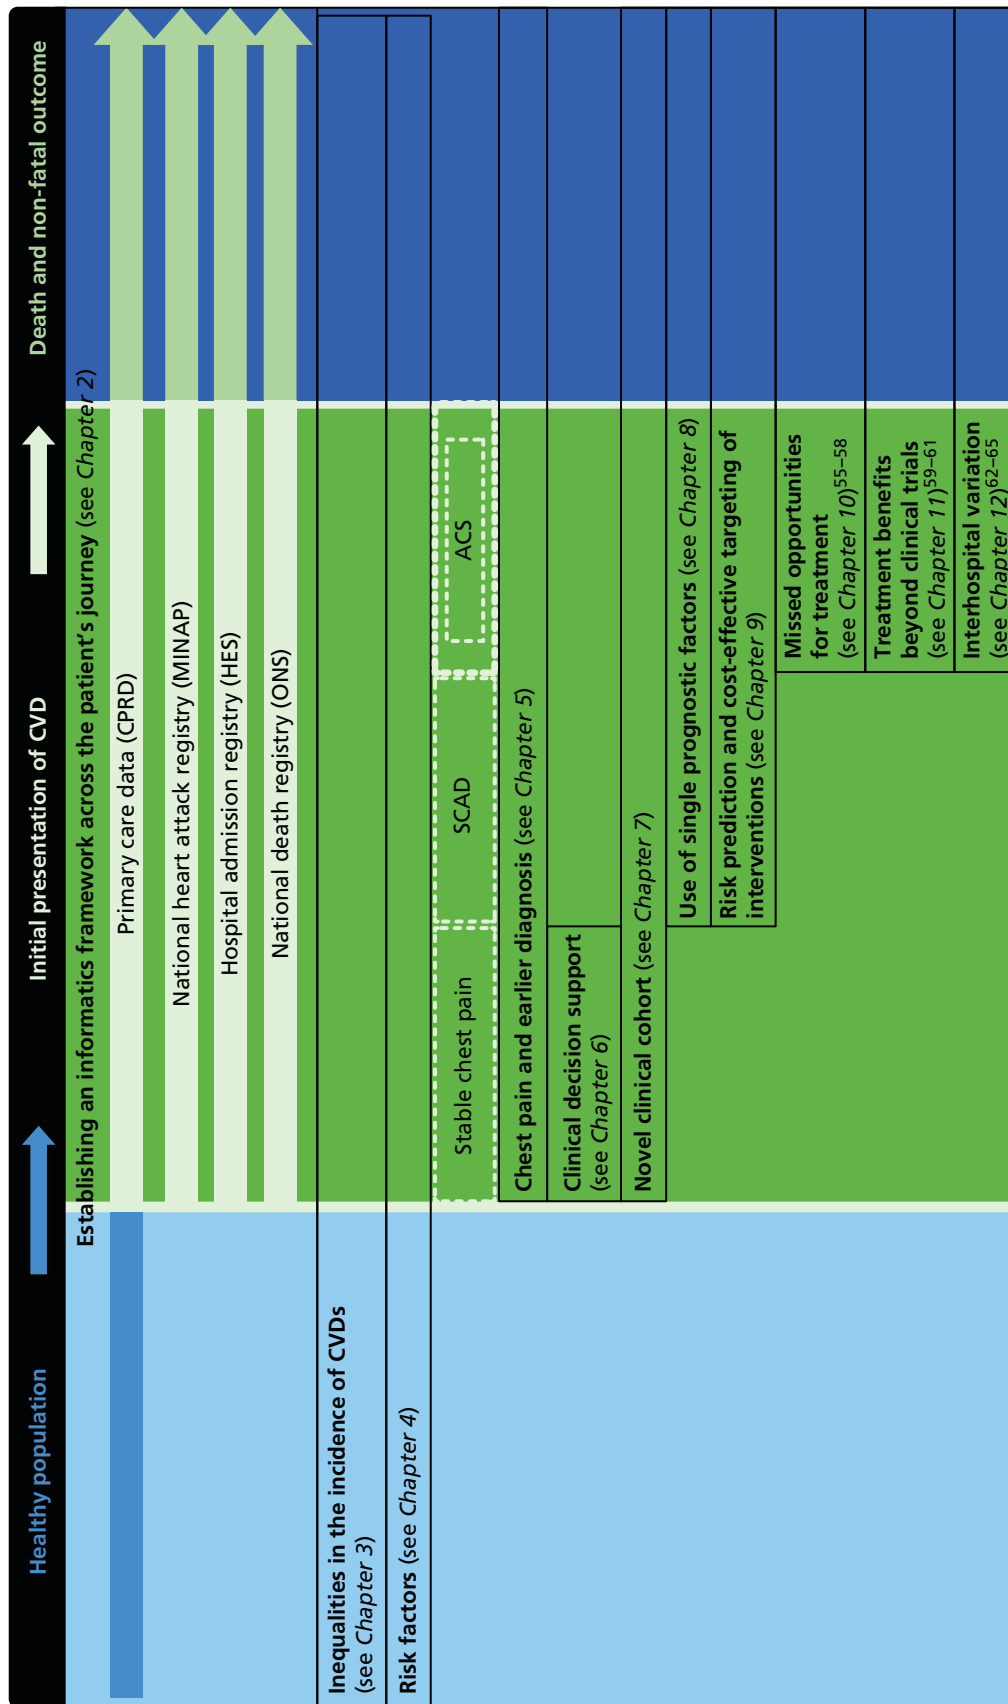 Healthy population
Initial presentation of CVD
Death and non-fatal outcome
Establishing an informatics framework across the patient's journey (see Chapter 2)
Primary care data (CPRD)
National heart attack registry (MINAP)
Hospital admission registry (HES)
National death registry (ONS)
Inequalities in the incidence of CVDs
(see Chapter 3)
Risk factors (see Chapter 4)
Stable chest pain
SCAD
ACS
Chest pain and earlier diagnosis (see Chapter 5)
Clinical decision support
(see Chapter 6)
Novel clinical cohort (see Chapter 7)
Use of single prognostic factors (see Chapter 8)
Risk prediction and cost-effective targeting of
interventions (see Chapter 9)
Missed opportunities
for treatment
(see Chapter 10)55–58
Treatment benefits
beyond clinical trials
(see Chapter 11)59–61
Interhospital variation
(see Chapter 12)62–65